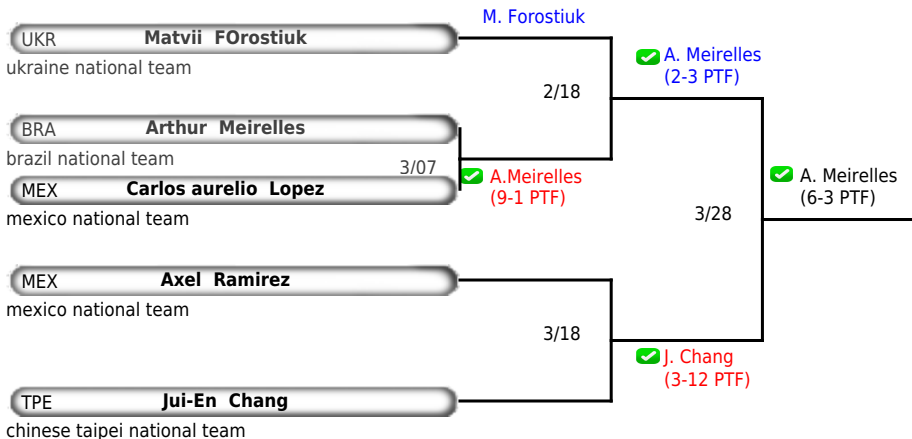 M. Forostiuk
UKR Matvii FOrostiuk
ukraine national team
A. Meirelles
(2-3 PTF)
2/18
BRA Arthur Meirelles
brazil national team
3/07
A.Meirelles
(9-1 PTF)
MEX Carlos aurelio Lopez
mexico national team
A. Meirelles
(6-3 PTF)
3/28
MEX Axel Ramirez
mexico national team
3/18
J. Chang
(3-12 PTF)
TPE Jui-En Chang
chinese taipei national team